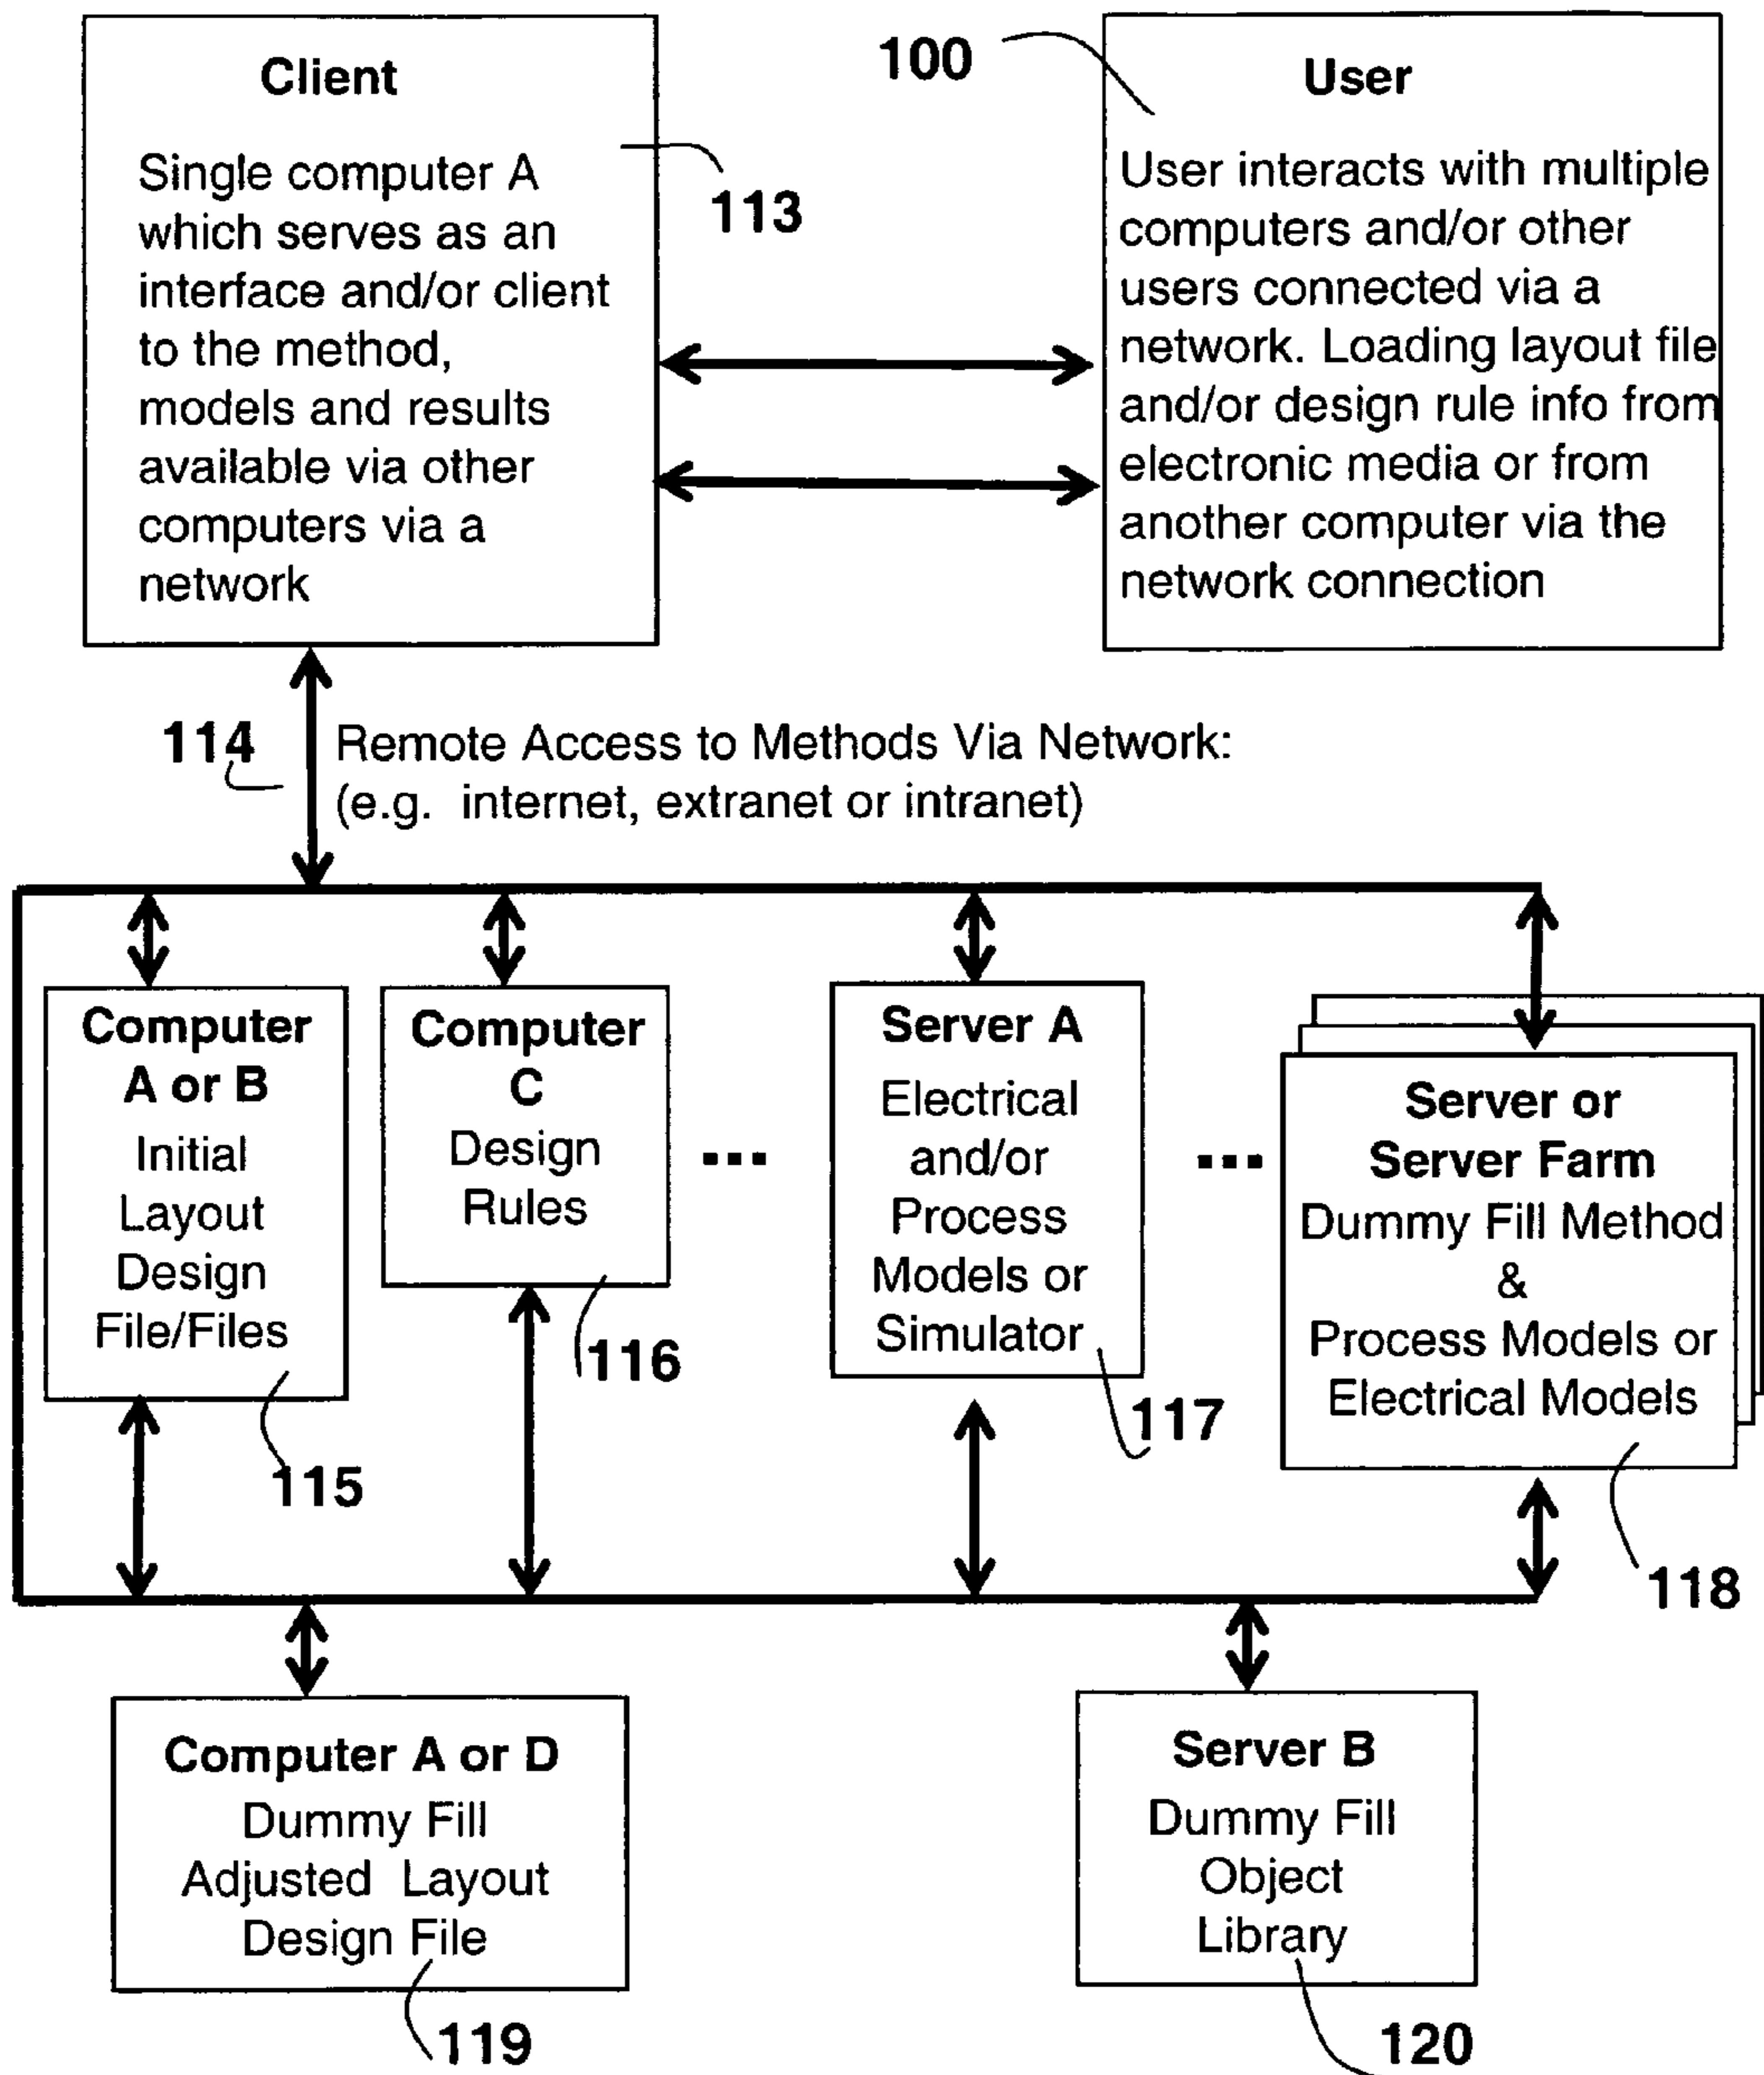 Client
Single computer A
which serves as an
interface and/or client
to the method,
models and results
available via other
computers via a
network
113
100
User
User interacts with multiple
computers and/or other
users connected via a
network. Loading layout file
and/or design rule info from
electronic media or from
another computer via the
network connection
114
Remote Access to Methods Via Network:
(e.g. internet, extranet or intranet)
Computer
A or B
Initial
Layout
Design
File/Files
115
Computer
C
Design
Rules
116
...
Server A
Electrical
and/or
Process
Models or
Simulator
117
...
Server or
Server Farm
Dummy Fill Method
&
Process Models or
Electrical Models
118
Computer A or D
Dummy Fill
Adjusted Layout
Design File
119
Server B
Dummy Fill
Object
Library
120